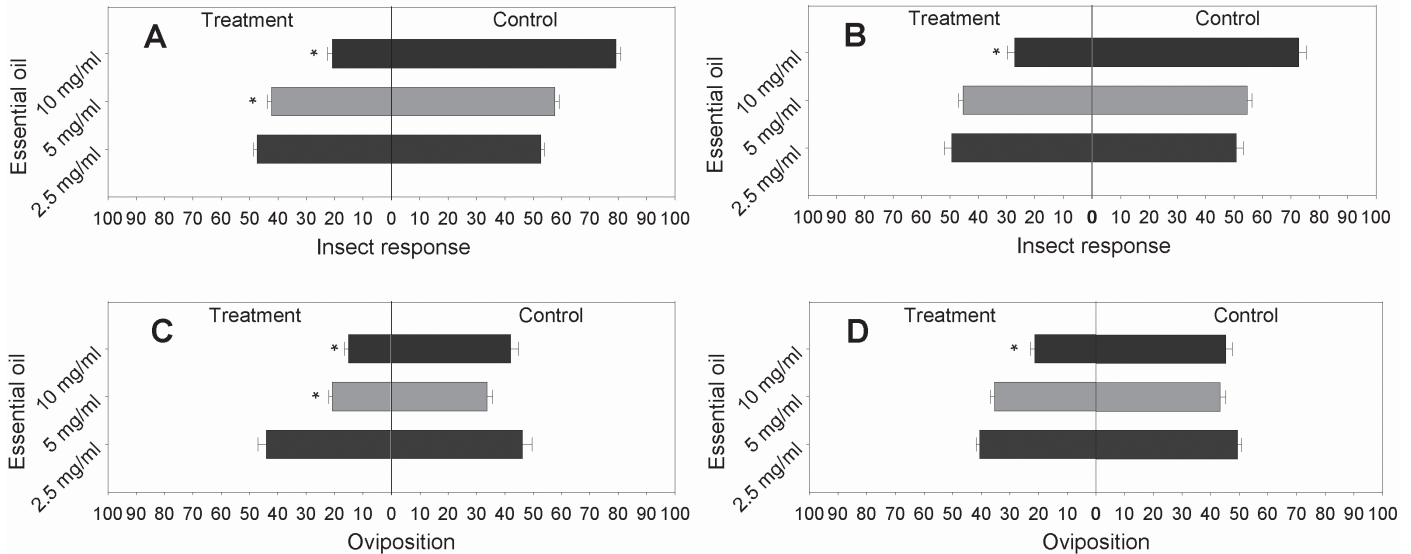 Treatment Control
A
*
*
Essential oil
10 mg/ml
5 mg/ml
2.5 mg/ml
100 90 80 70 60 50 40 30 20 10 0 10 20 30 40 50 60 70 80 90 100
Insect response
Treatment Control
B
*
Essential oil
10 mg/ml
5 mg/ml
2.5 mg/ml
100 90 80 70 60 50 40 30 20 10 0 10 20 30 40 50 60 70 80 90 100
Insect response
Treatment Control
C
*
*
Essential oil
10 mg/ml
5 mg/ml
2.5 mg/ml
100 90 80 70 60 50 40 30 20 10 0 10 20 30 40 50 60 70 80 90 100
Oviposition
Treatment Control
D
*
Essential oil
10 mg/ml
5 mg/ml
2.5 mg/ml
100 90 80 70 60 50 40 30 20 10 0 10 20 30 40 50 60 70 80 90 100
Oviposition